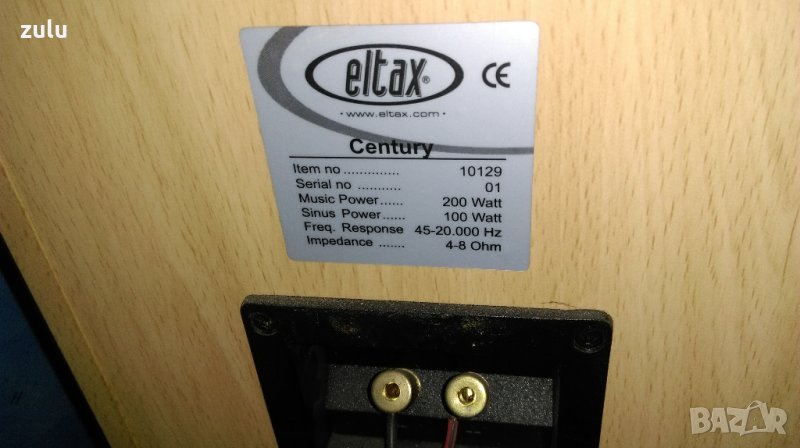 zulu
eltax®
· www.eltax.com ·
CE
Century
Item no .............. 10129
Serial no ........... 01
Music Power...... 200 Watt
Sinus Power...... 100 Watt
Freq. Response 45-20.000 Hz
Impedance ....... 4-8 Ohm
BAZAR